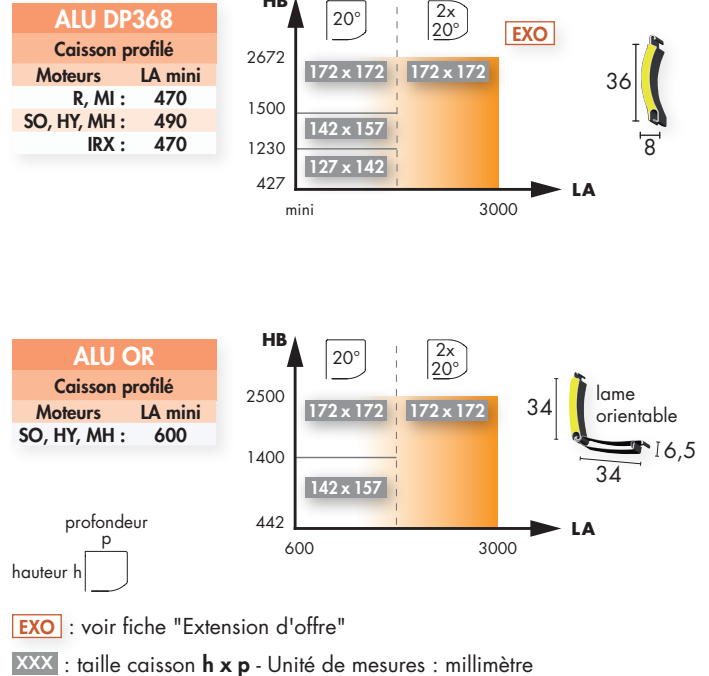 ALU DP368
Caisson profilé
Moteurs LA mini
R, MI : 470
SO, HY, MH : 490
IRX : 470
HB
20°
2x
20°
EXO
2672
172 x 172 172 x 172
1500
142 x 157
1230
127 x 142
427
LA
mini 3000
36
8
ALU OR
Caisson profilé
Moteurs LA mini
SO, HY, MH : 600
HB
20°
2x
20°
2500
172 x 172 172 x 172
1400
142 x 157
442
LA
600 3000
34
lame
orientable
6,5
34
profondeur
p
hauteur h
EXO : voir fiche "Extension d'offre"
XXX : taille caisson h x p - Unité de mesures : millimètre